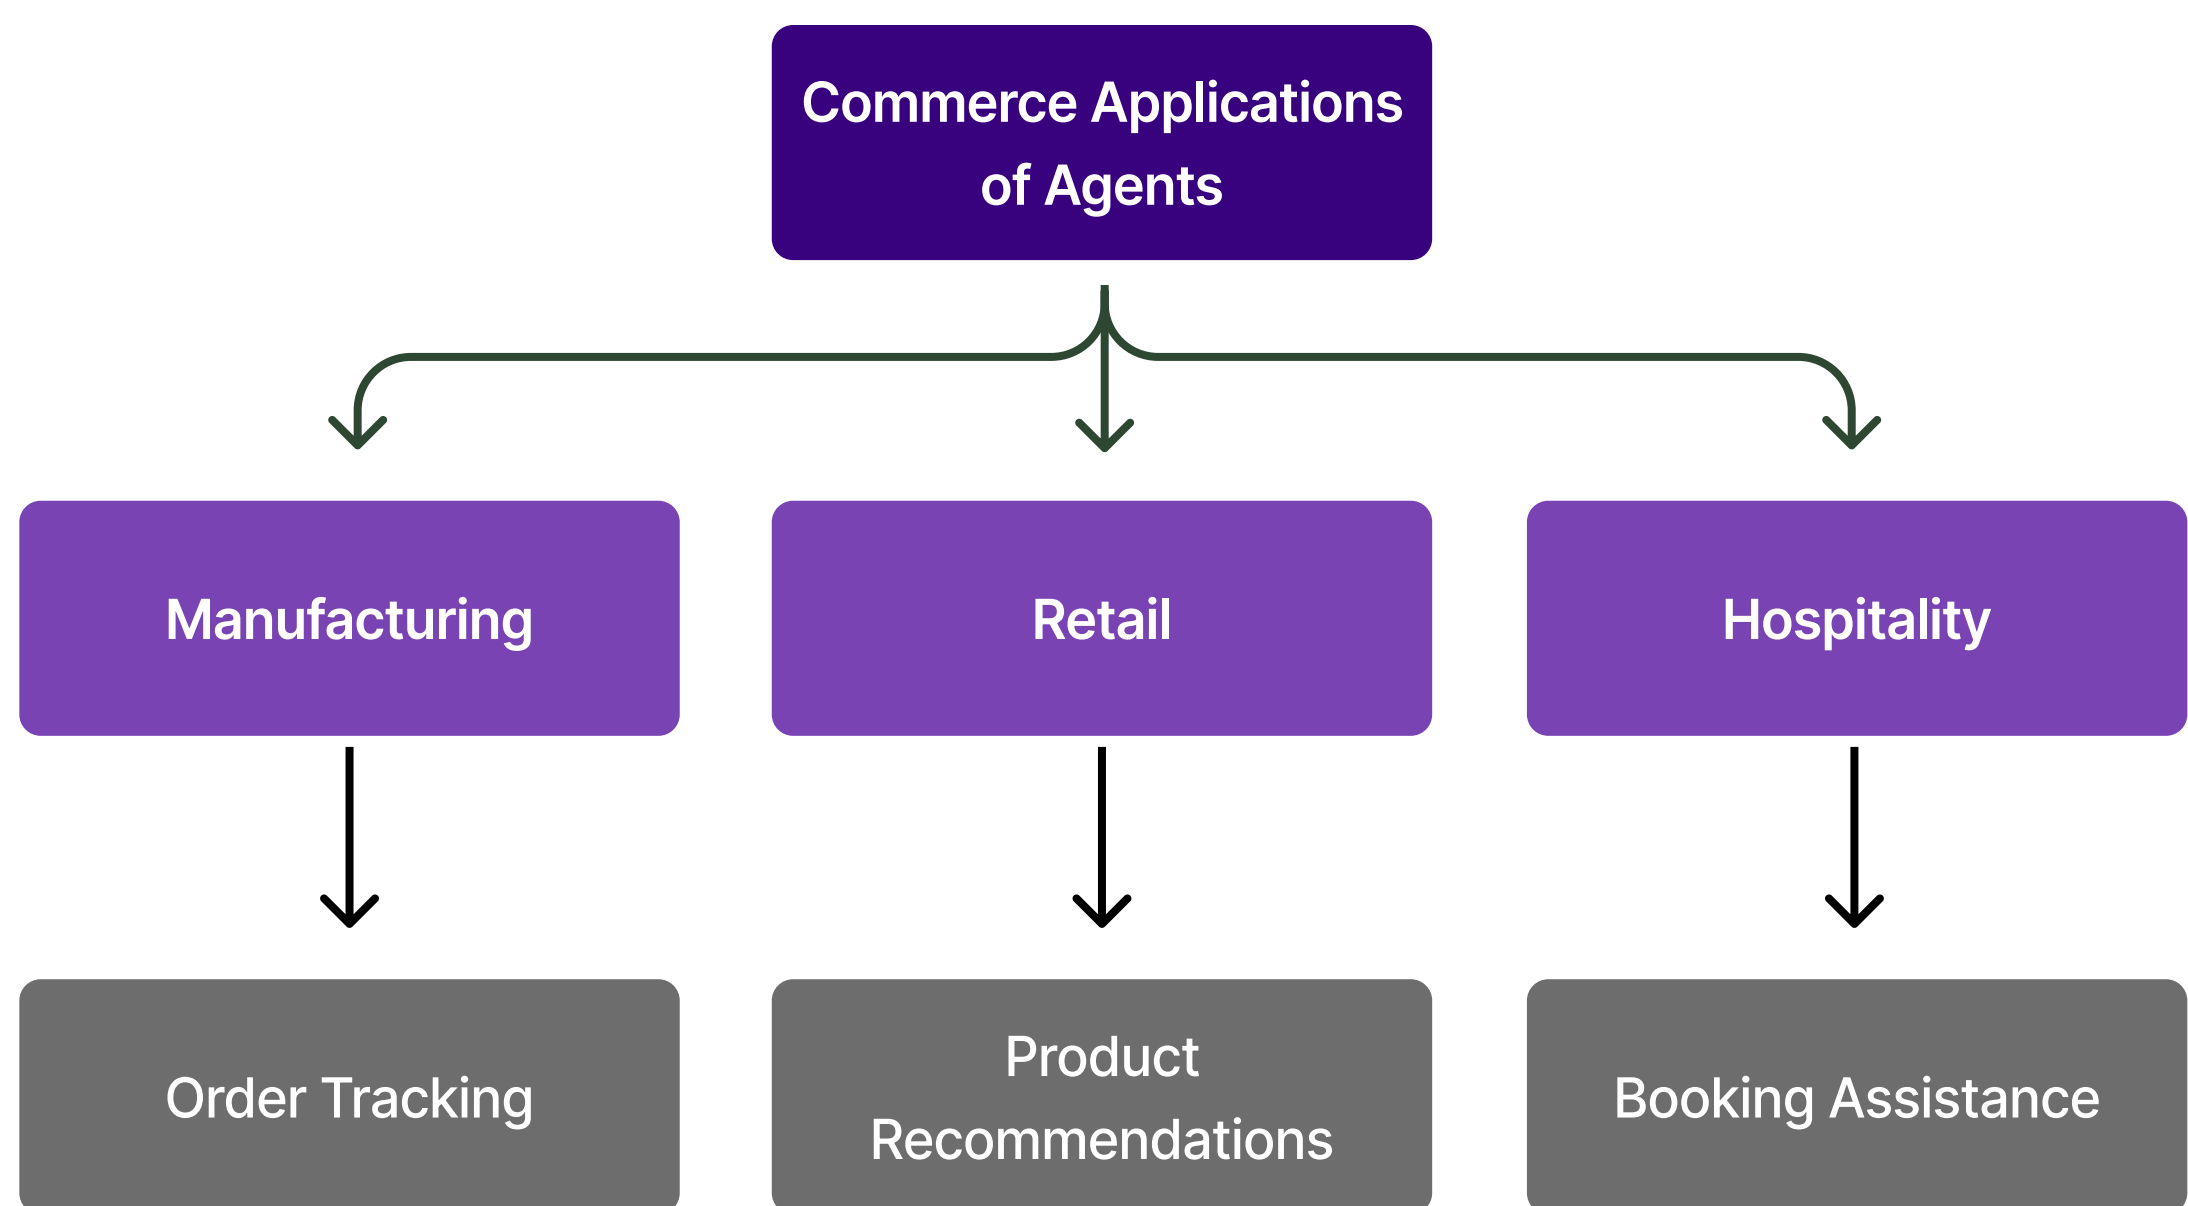 Commerce Applications
of Agents
Manufacturing
Retail
Hospitality
Order Tracking
Product
Recommendations
Booking Assistance